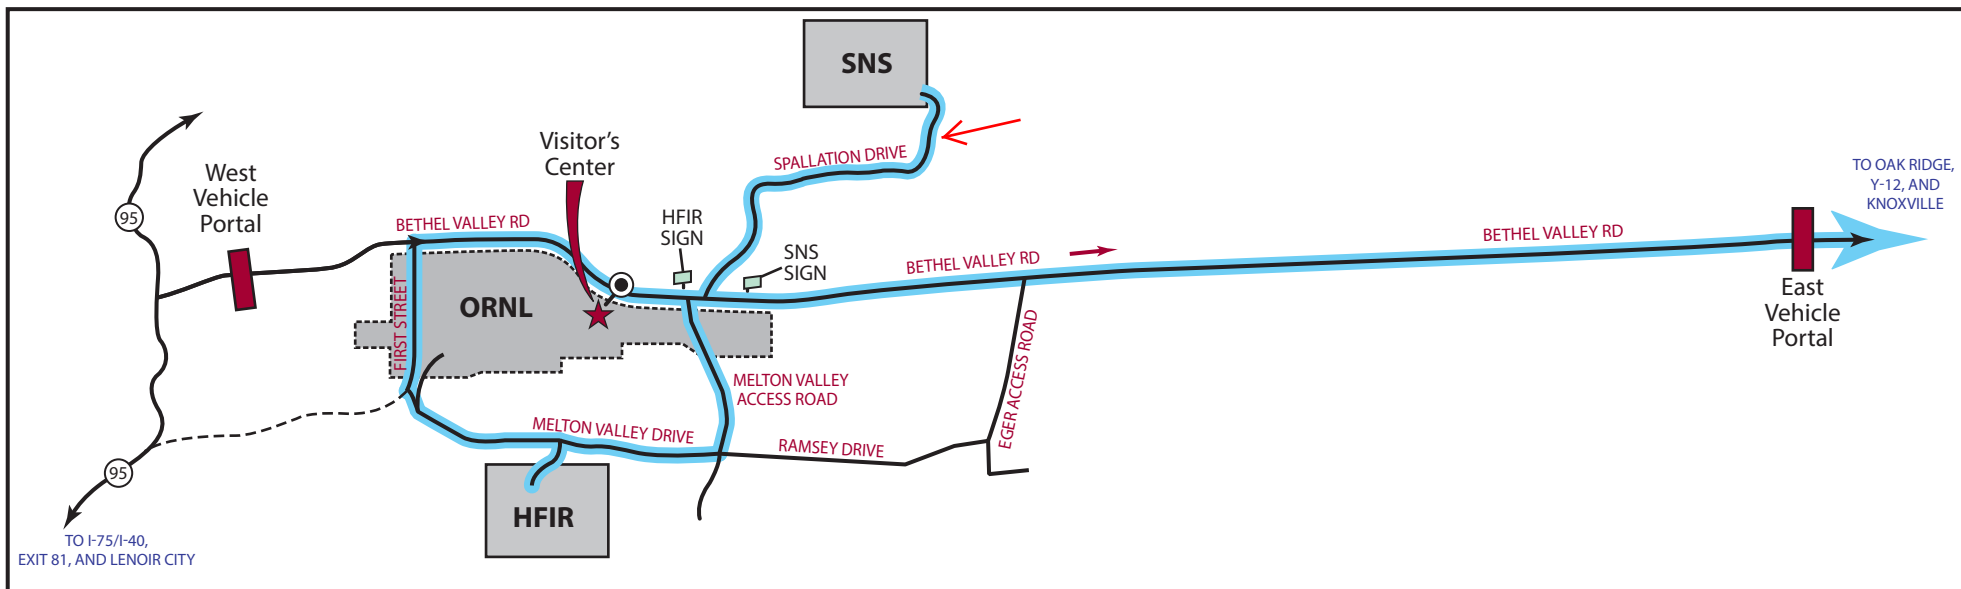 SNS
Visitor's
Center
SPALLATION DRIVE
West
Vehicle
Portal
95
BETHEL VALLEY RD
HFIR
SIGN
SNS
SIGN
BETHEL VALLEY RD
BETHEL VALLEY RD
TO OAK RIDGE,
Y-12, AND
KNOXVILLE
East
Vehicle
Portal
ORNL
FIRST STREET
MELTON VALLEY
ACCESS ROAD
EGER ACCESS ROAD
MELTON VALLEY DRIVE
RAMSEY DRIVE
95
HFIR
TO I-75/I-40,
EXIT 81, AND LENOIR CITY